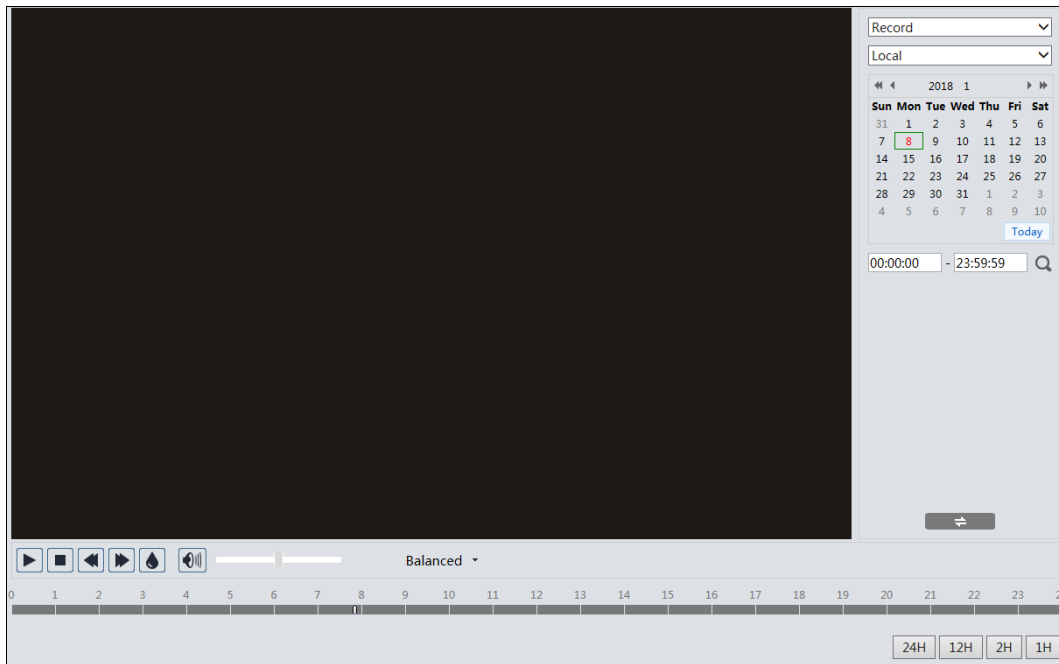 Record
Local
2018 1
Sun Mon Tue Wed Thu Fri Sat
31 1 2 3 4 5 6
7 8 9 10 11 12 13
14 15 16 17 18 19 20
21 22 23 24 25 26 27
28 29 30 31 1 2 3
4 5 6 7 8 9 10
Today
00:00:00 - 23:59:59
Balanced
0 1 2 3 4 5 6 7 8 9 10 11 12 13 14 15 16 17 18 19 20 21 22 23
24H 12H 2H 1H